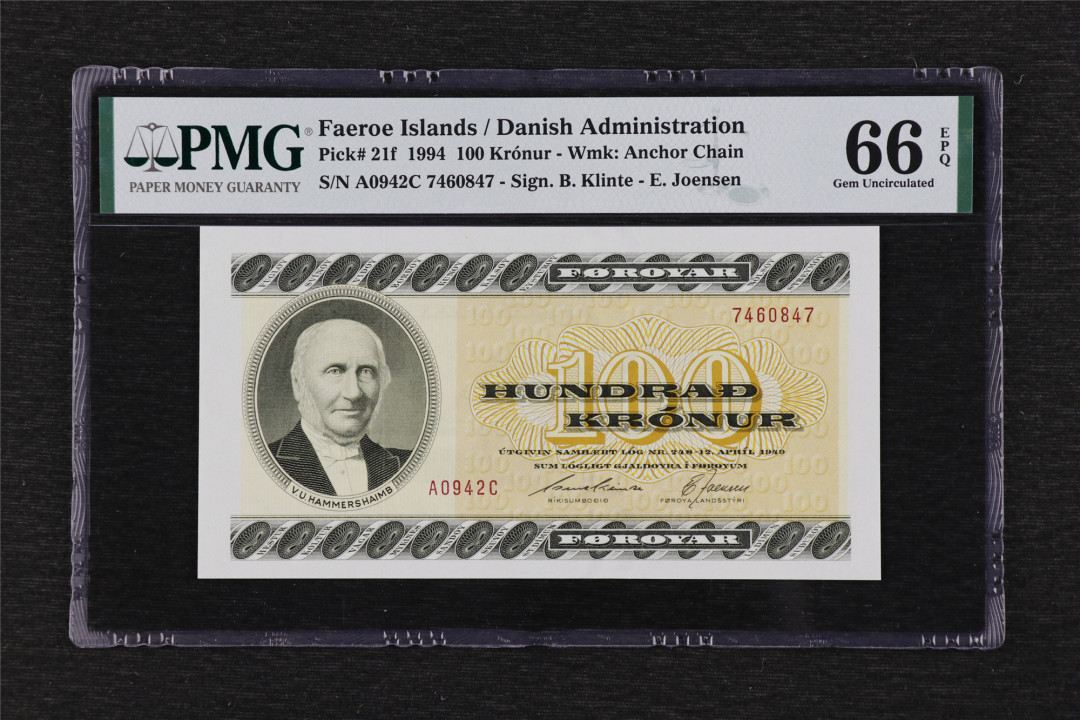 PMG®
PAPER MONEY GUARANTY
Faeroe Islands / Danish Administration
Pick# 21f 1994 100 Krónur - Wmk: Anchor Chain
S/N A0942C 7460847 - Sign. B. Klinte - E. Joensen
66
EPQ
Gem Uncirculated
FØROYAR
7460847
100
HUNDRAÐ
KRÓNUR
ÚTGIVIN SAMBÆRT LÓG NR. 248-12. APRÍL 1949
SUM LÓGLIGT GJALDOYRA Í FØROYUM
A0942C
RÍKISUMBOÐIÐ
FØROYA LANDSSTÝRI
V U HAMMERSHAIMB
FØROYAR